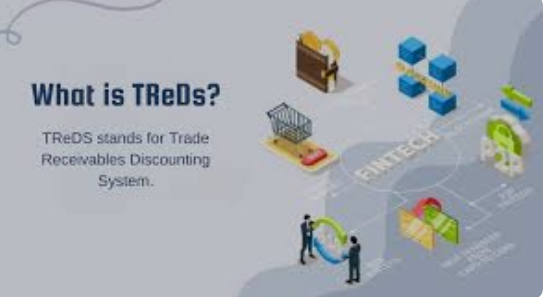 What is TReDs?
TReDS stands for Trade
Receivables Discounting
System.
FINTECH